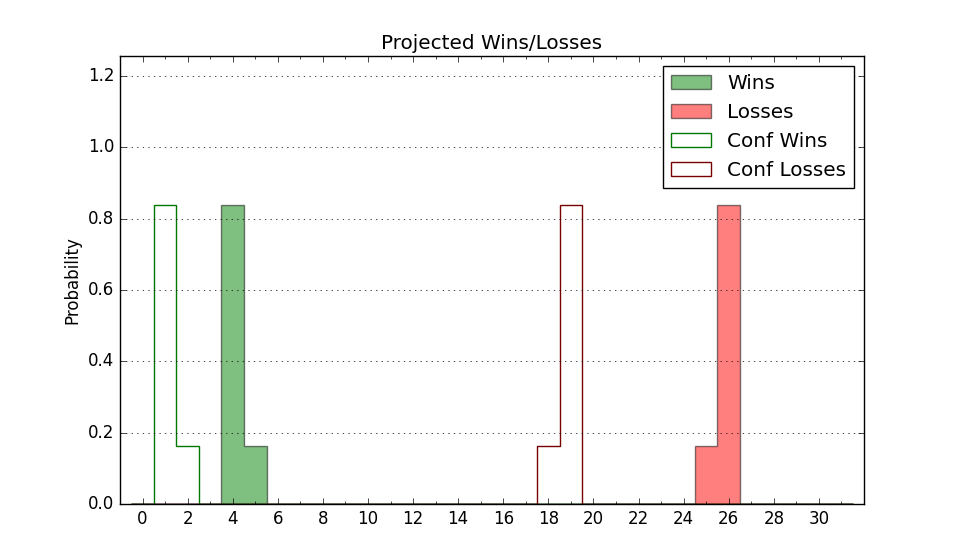 Projected Wins/Losses
1.2
1.0
0.8
0.6
0.4
0.2
0.0
Probability
Wins
Losses
Conf Wins
Conf Losses
0 2 4 6 8 10 12 14 16 18 20 22 24 26 28 30